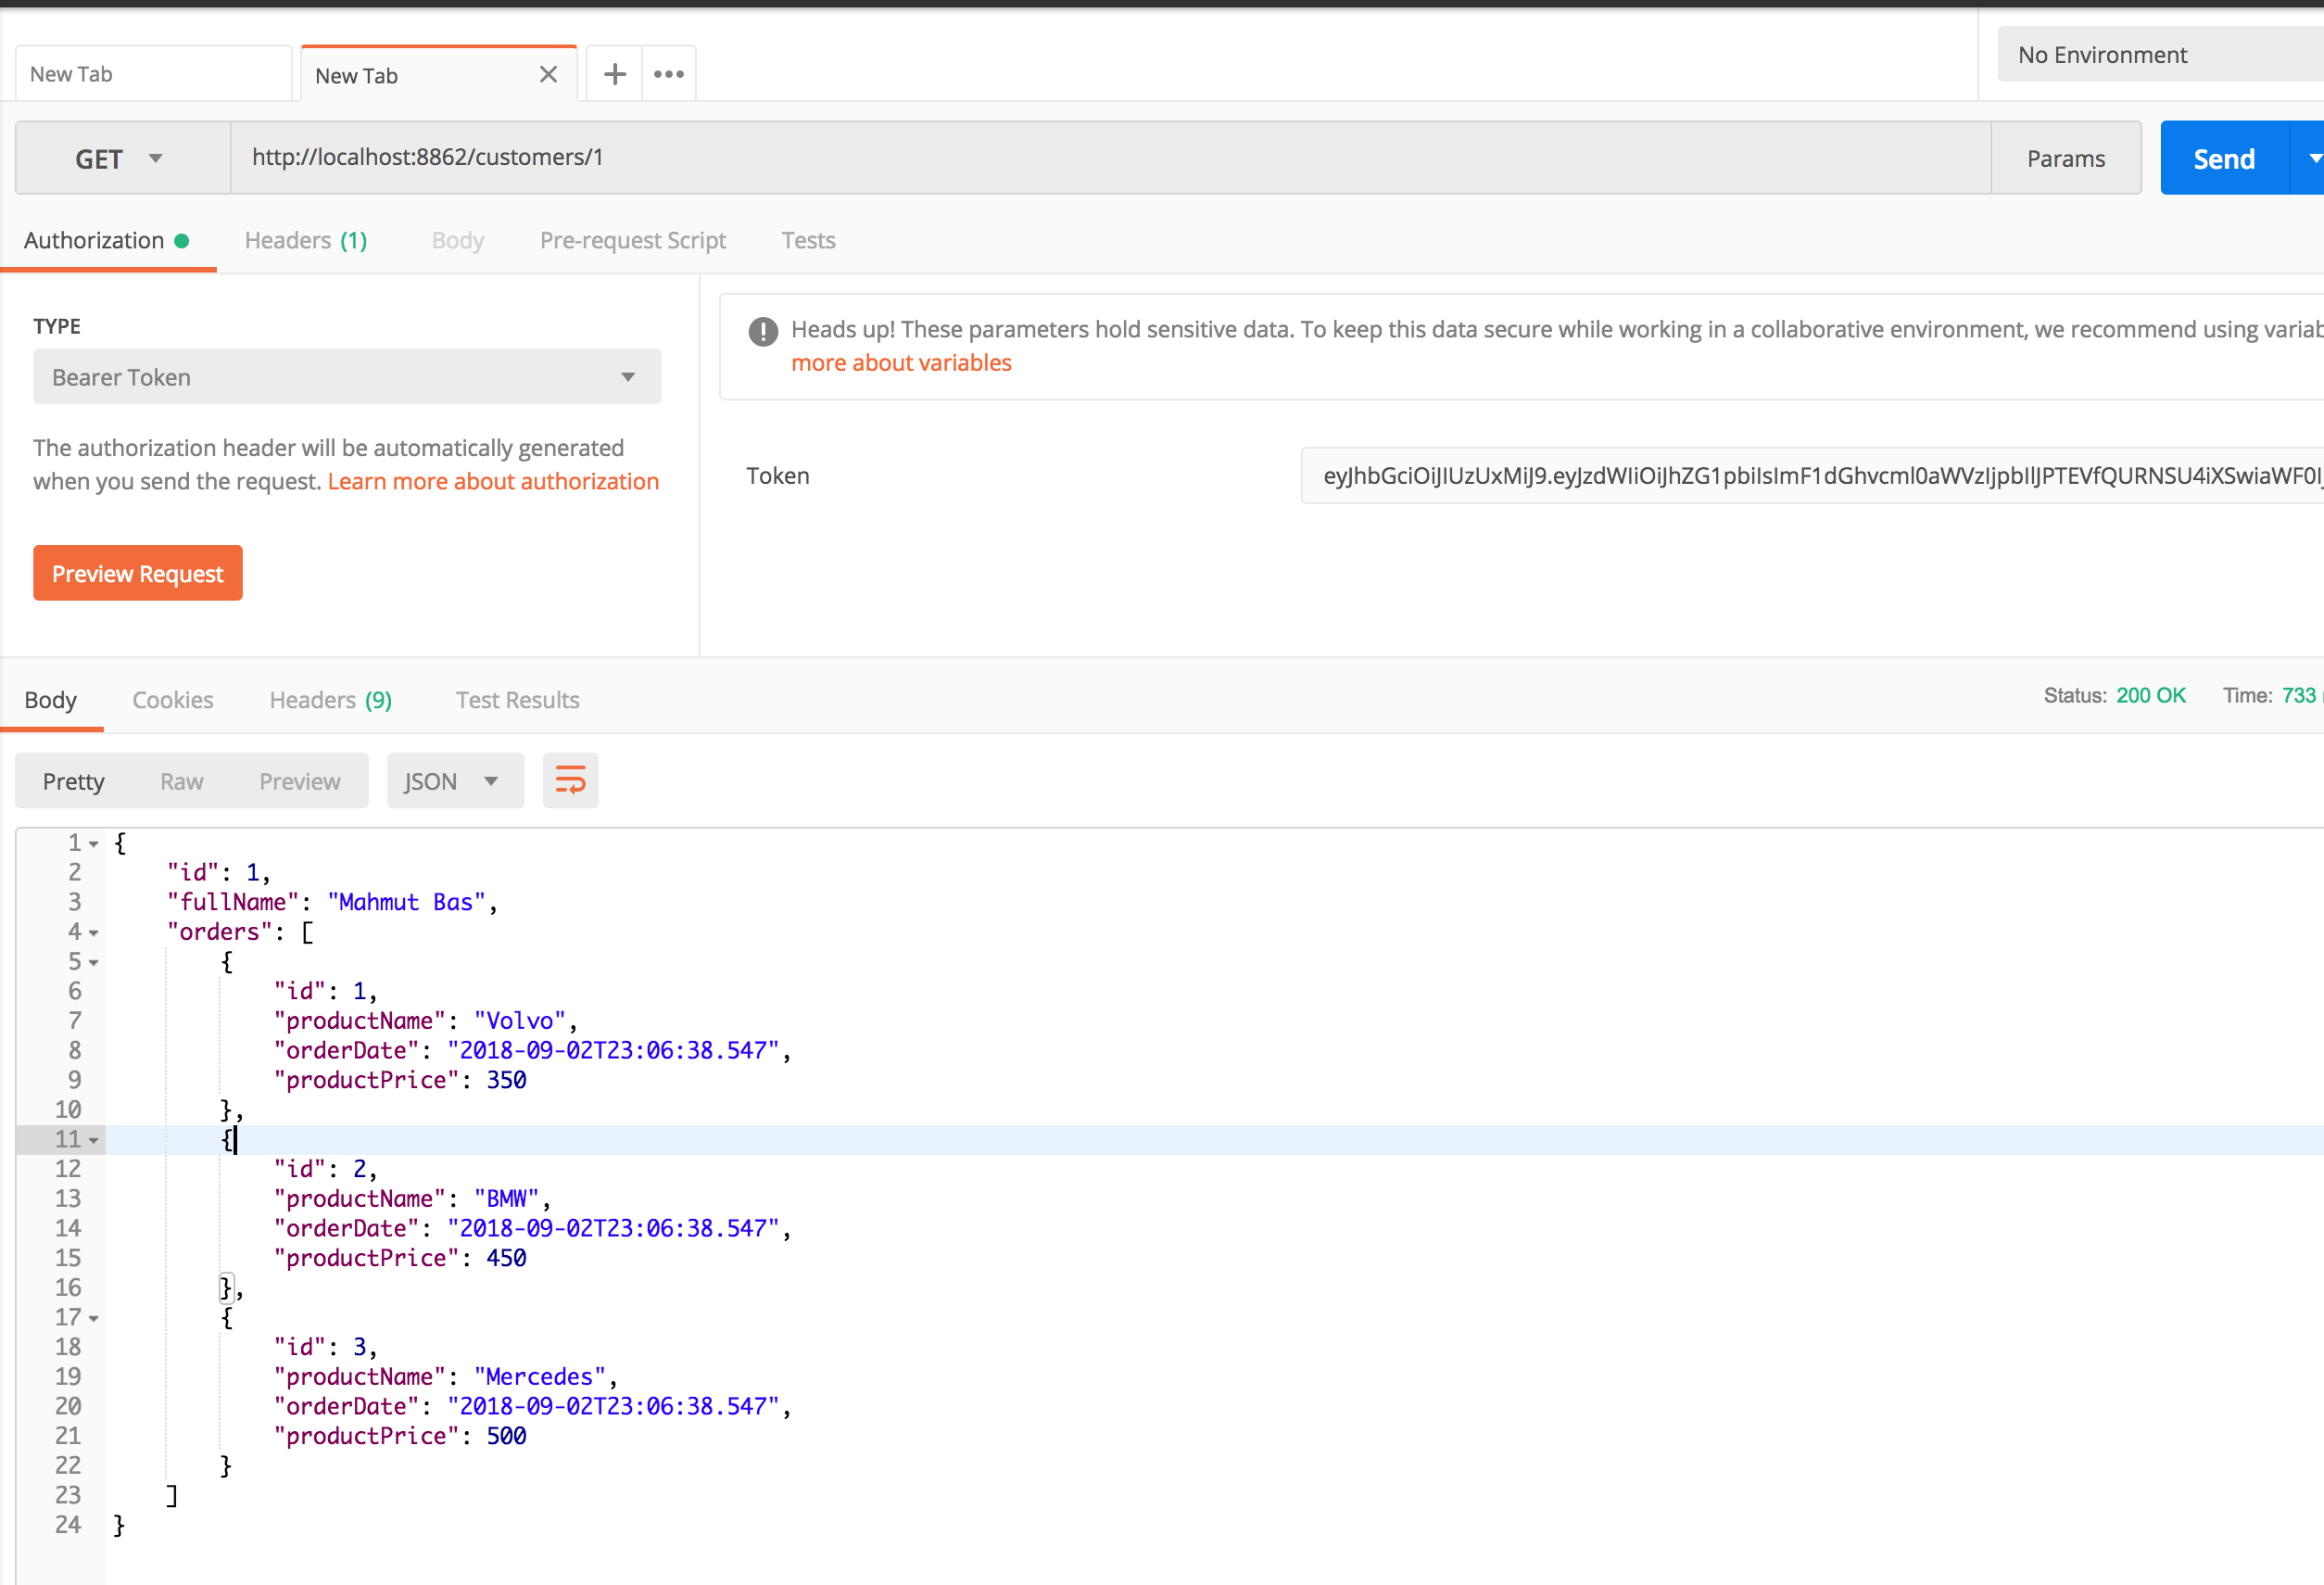 New Tab
New Tab
No Environment
GET
http://localhost:8862/customers/1
Params
Send
Authorization
Headers (1)
Body
Pre-request Script
Tests
TYPE
Bearer Token
The authorization header will be automatically generated
when you send the request. Learn more about authorization
Preview Request
Heads up! These parameters hold sensitive data. To keep this data secure while working in a collaborative environment, we recommend using
more about variables
Token
eyJhbGciOiJIUzUxMiJ9.eyJzdWIiOiJhZG1pbiIsImF1dGhvcml0aWVzIjpbIlJPTEVfQURNSU4iXSwiaWF0I
Body
Cookies
Headers (9)
Test Results
Status: 200 OK
Time: 733
Pretty
Raw
Preview
JSON
1 {
2 "id": 1,
3 "fullName": "Mahmut Bas",
4 "orders": [
5 {
6 "id": 1,
7 "productName": "Volvo",
8 "orderDate": "2018-09-02T23:06:38.547",
9 "productPrice": 350
10 },
11 {
12 "id": 2,
13 "productName": "BMW",
14 "orderDate": "2018-09-02T23:06:38.547",
15 "productPrice": 450
16 },
17 {
18 "id": 3,
19 "productName": "Mercedes",
20 "orderDate": "2018-09-02T23:06:38.547",
21 "productPrice": 500
22 }
23 ]
24 }